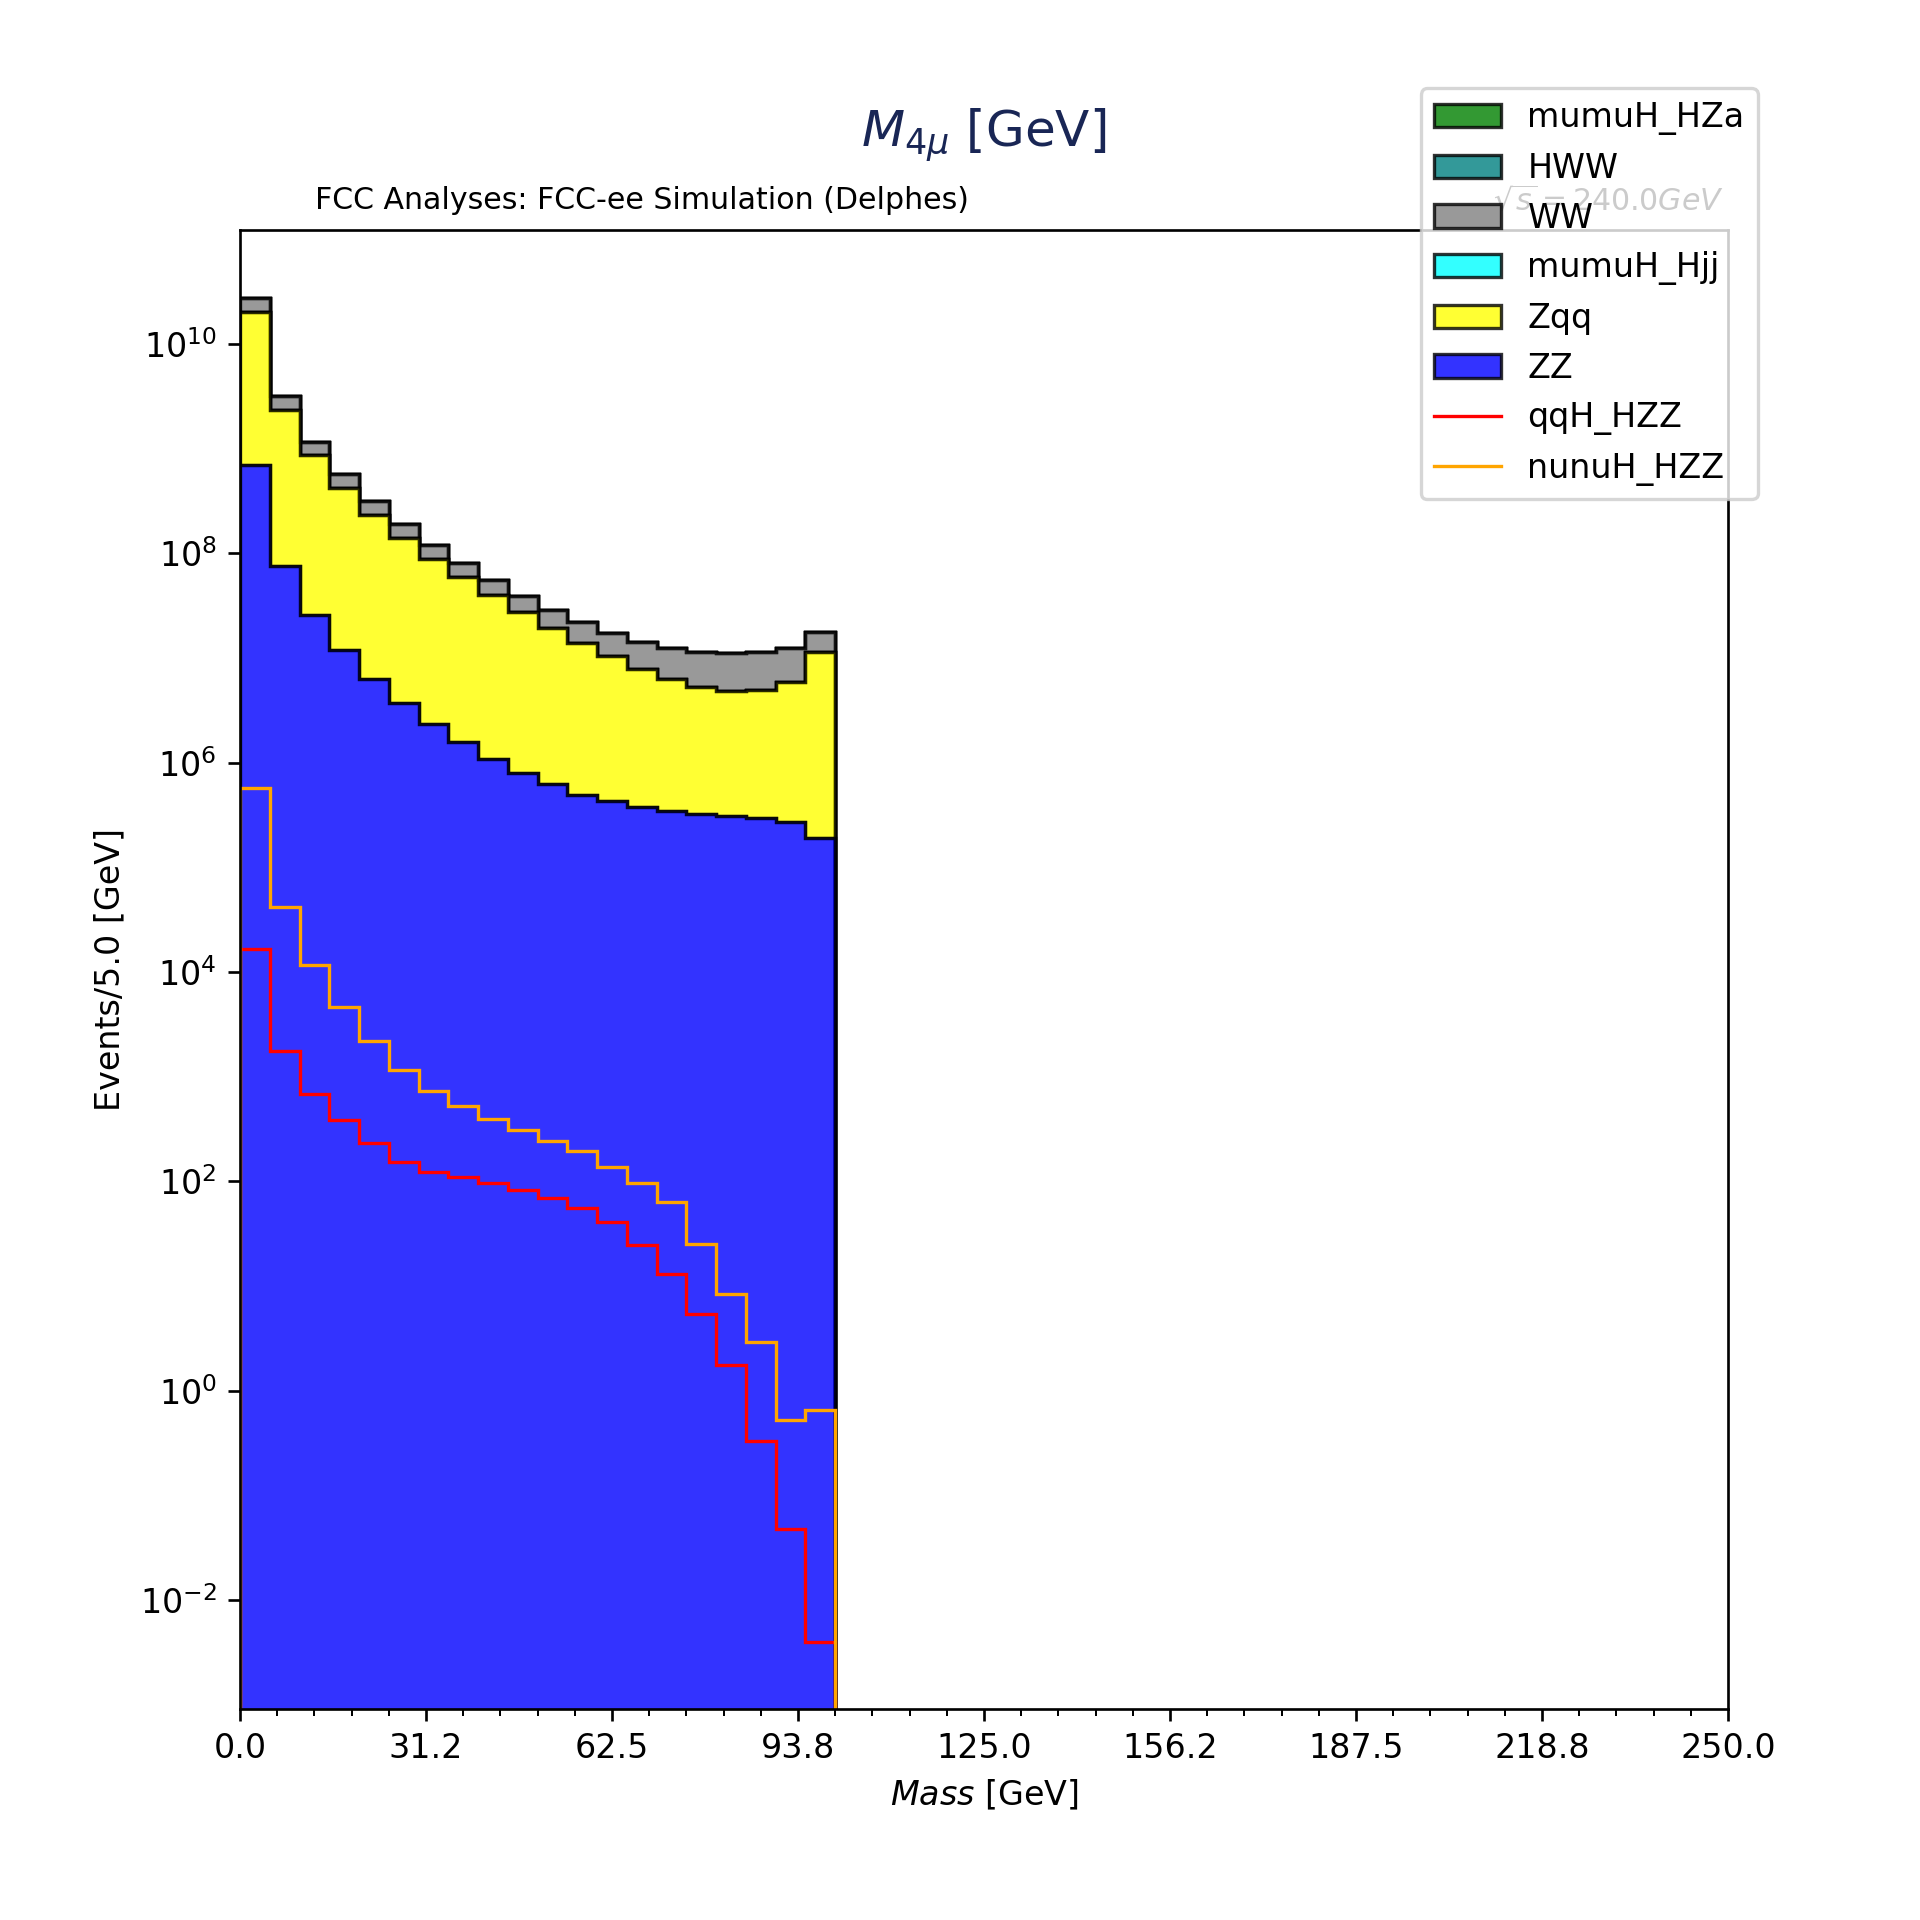 M4μ [GeV]
FCC Analyses: FCC-ee Simulation (Delphes)
√s = 240.0GeV
mumuH_HZa
HWW
WW
mumuH_Hjj
Zqq
ZZ
qqH_HZZ
nunuH_HZZ
Events/5.0 [GeV]
10^10
10^8
10^6
10^4
10^2
10^0
10^−2
0.0 31.2 62.5 93.8 125.0 156.2 187.5 218.8 250.0
Mass [GeV]